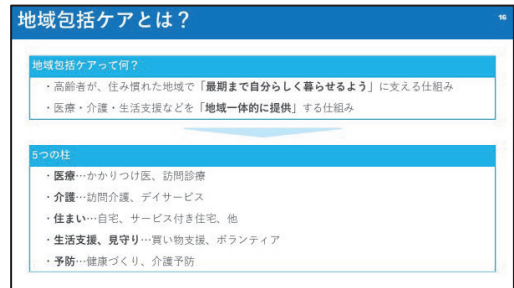 地域包括ケアとは？
16
地域包括ケアって何？
・高齢者が、住み慣れた地域で「最期まで自分らしく暮らせるよう」に支える仕組み
・医療・介護・生活支援などを「地域一体的に提供」する仕組み
5つの柱
・医療…かかりつけ医、訪問診療
・介護…訪問介護、デイサービス
・住まい…自宅、サービス付き住宅、他
・生活支援、見守り…買い物支援、ボランティア
・予防…健康づくり、介護予防